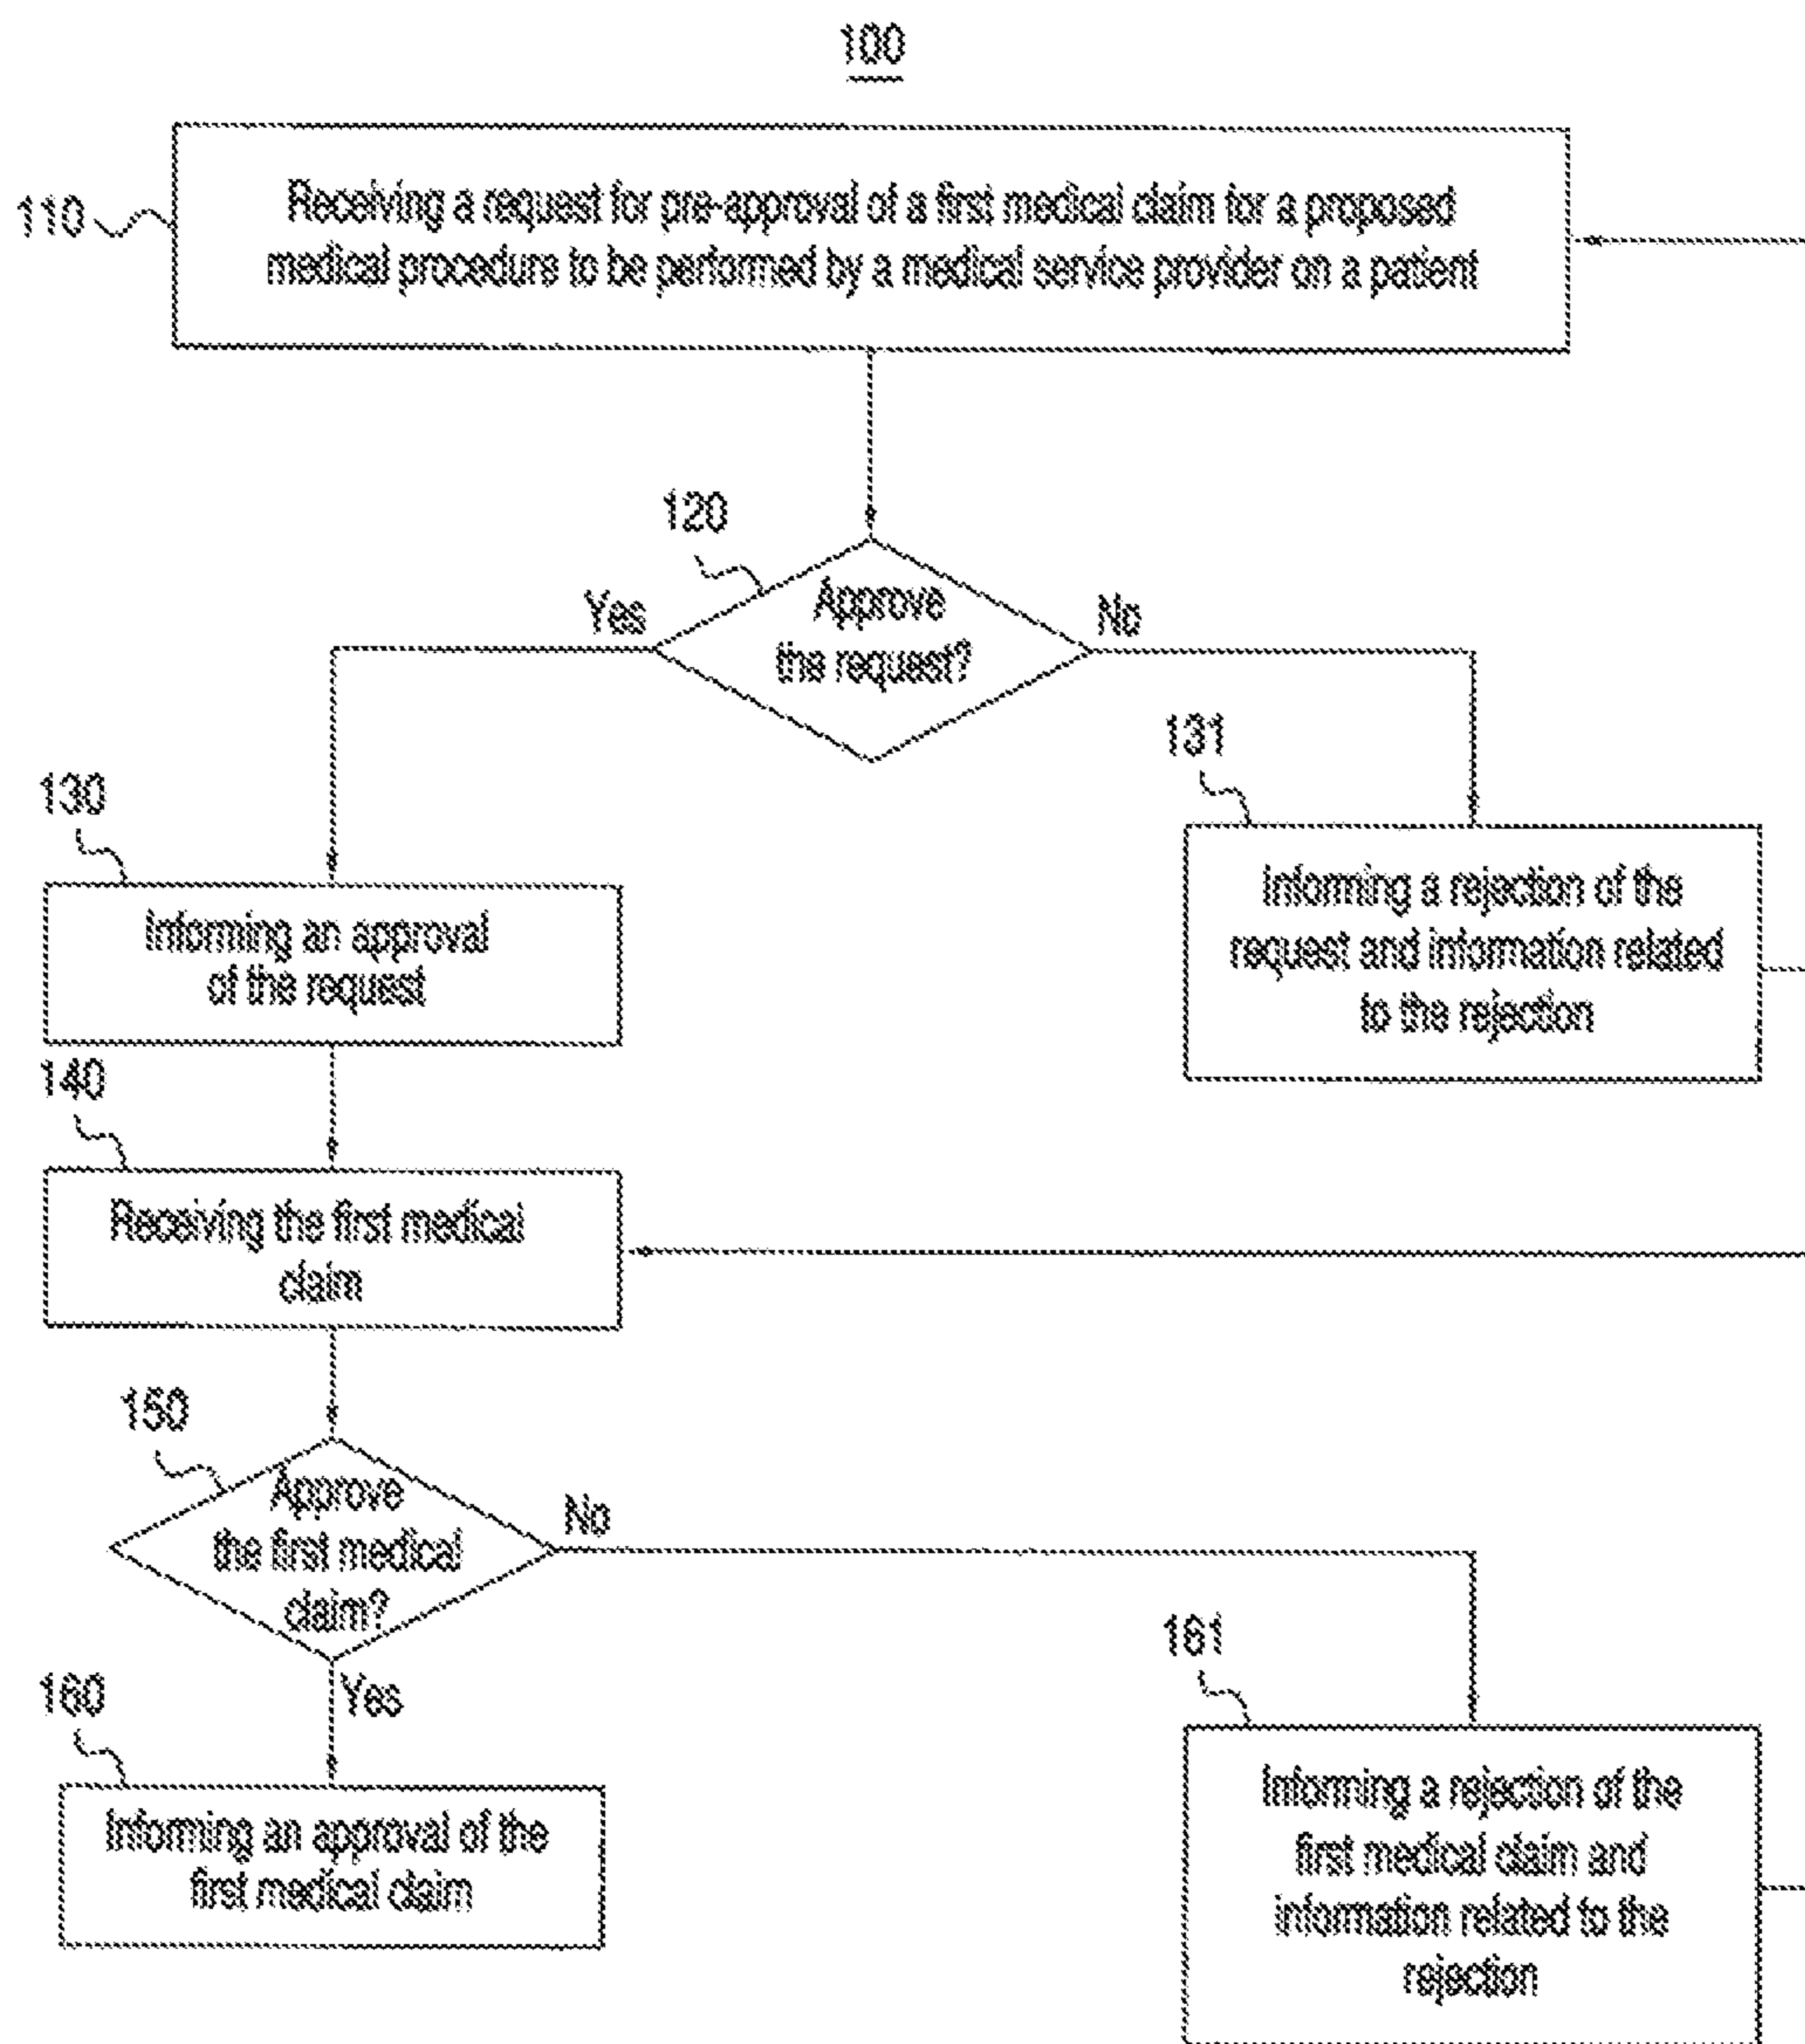 100
110
Receiving a request for pre-approval of a first medical claim for a proposed
medical procedure to be performed by a medical service provider on a patient
120
Yes
Approve
the request?
No
131
130
Informing a rejection of the
request and information related
to the rejection
Informing an approval
of the request
140
Receiving the first medical
claim
150
Approve
the first medical
claim?
No
161
160
Yes
Informing an approval of the
first medical claim
Informing a rejection of the
first medical claim and
information related to the
rejection